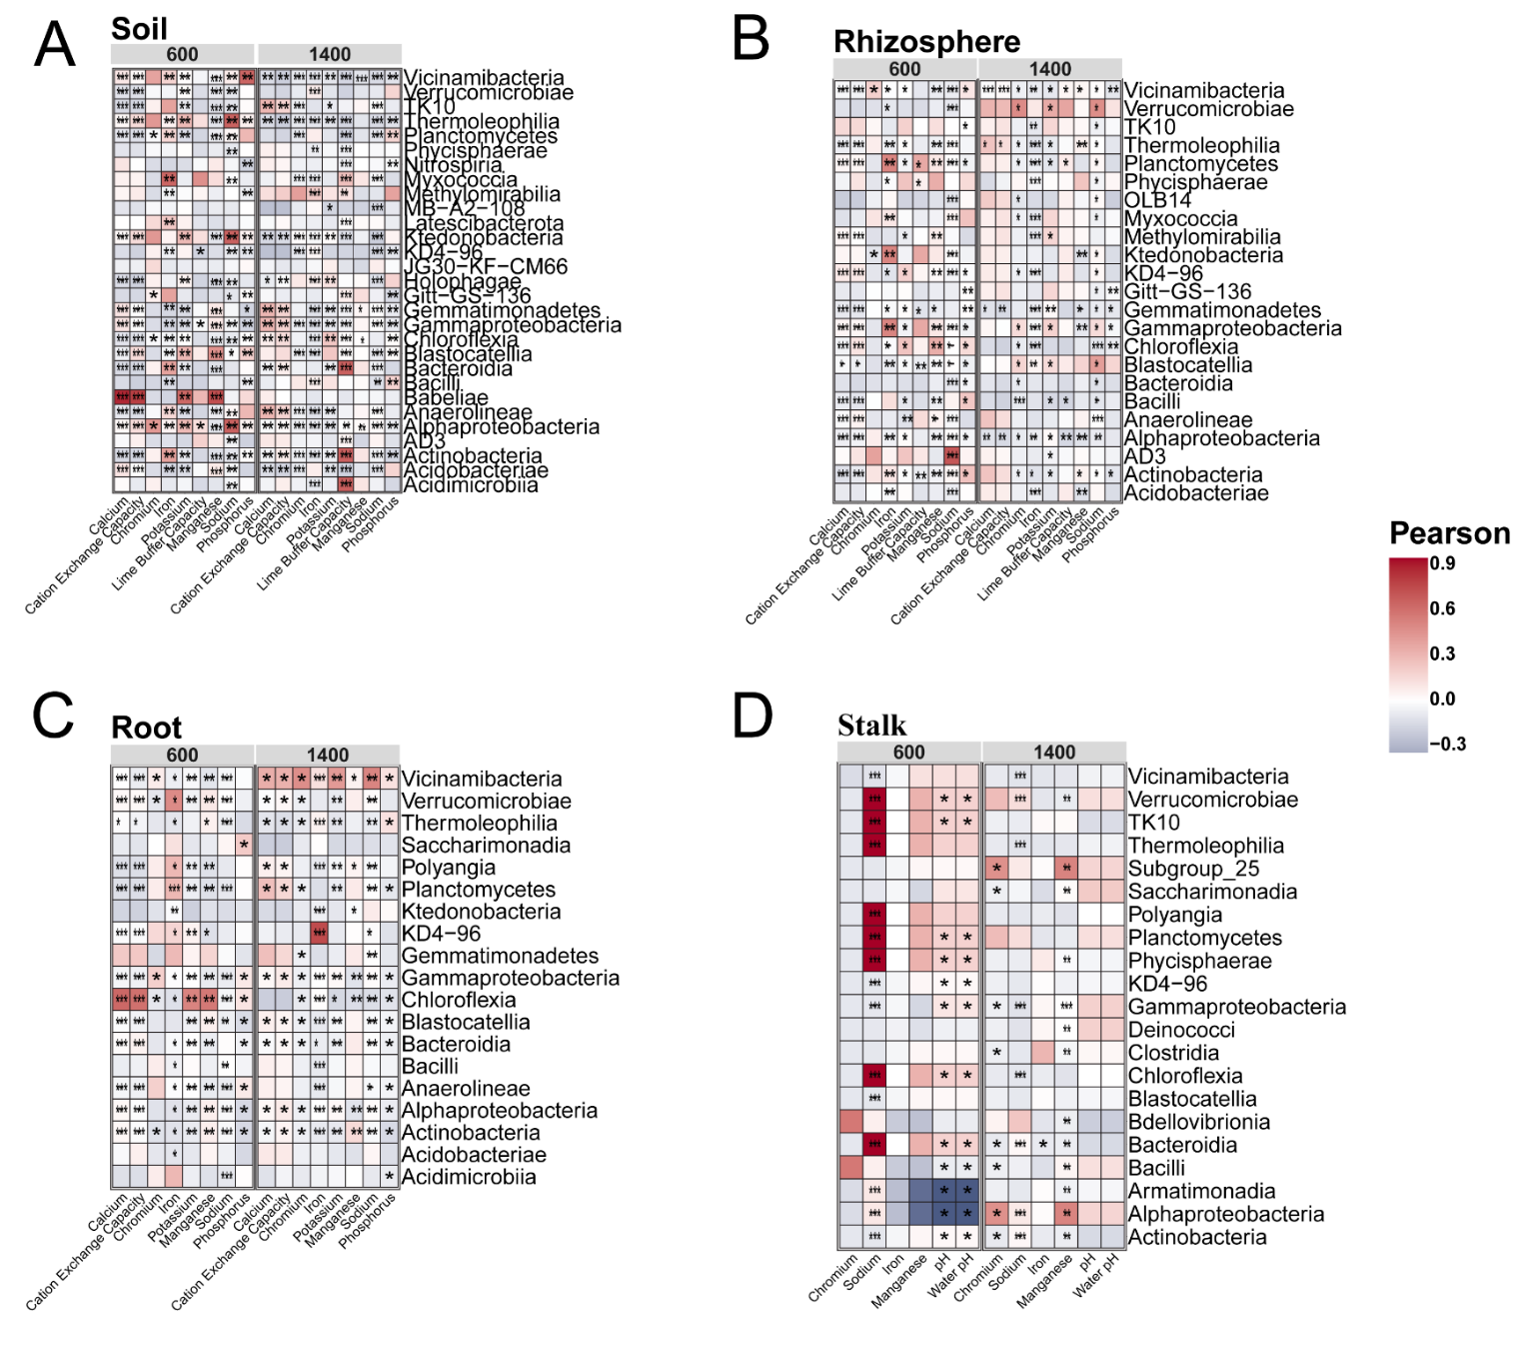 A
Soil
600
1400
Vicinamibacteria
Verrucomicrobiae
TK10
Thermoleophilia
Planctomycetes
Phycisphaerae
Nitrospiria
Myxococcia
Methylomirabilia
MB−A2−108
Latescibacterota
Ktedonobacteria
KD4−96
JG30−KF−CM66
Holophagae
Gitt−GS−136
Gemmatimonadetes
Gammaproteobacteria
Chloroflexia
Blastocatellia
Bacteroidia
Bacilli
Babeliae
Anaerolineae
Alphaproteobacteria
AD3
Actinobacteria
Acidobacteriae
Acidimicrobiia
Calcium
Cation Exchange Capacity
Chromium
Iron
Potassium
Lime Buffer Capacity
Manganese
Sodium
Phosphorus
Calcium
Cation Exchange Capacity
Chromium
Iron
Potassium
Lime Buffer Capacity
Manganese
Sodium
Phosphorus
B
Rhizosphere
600
1400
Vicinamibacteria
Verrucomicrobiae
TK10
Thermoleophilia
Planctomycetes
Phycisphaerae
OLB14
Myxococcia
Methylomirabilia
Ktedonobacteria
KD4−96
Gitt−GS−136
Gemmatimonadetes
Gammaproteobacteria
Chloroflexia
Blastocatellia
Bacteroidia
Bacilli
Anaerolineae
Alphaproteobacteria
AD3
Actinobacteria
Acidobacteriae
Calcium
Cation Exchange Capacity
Chromium
Iron
Potassium
Lime Buffer Capacity
Manganese
Sodium
Phosphorus
Calcium
Cation Exchange Capacity
Chromium
Iron
Potassium
Lime Buffer Capacity
Manganese
Sodium
Phosphorus
Pearson
0.9
0.6
0.3
0.0
−0.3
C
Root
600
1400
Vicinamibacteria
Verrucomicrobiae
Thermoleophilia
Saccharimonadia
Polyangia
Planctomycetes
Ktedonobacteria
KD4−96
Gemmatimonadetes
Gammaproteobacteria
Chloroflexia
Blastocatellia
Bacteroidia
Bacilli
Anaerolineae
Alphaproteobacteria
Actinobacteria
Acidobacteriae
Acidimicrobiia
Calcium
Cation Exchange Capacity
Chromium
Iron
Potassium
Manganese
Sodium
Phosphorus
Calcium
Cation Exchange Capacity
Chromium
Iron
Potassium
Manganese
Sodium
Phosphorus
D
Stalk
600
1400
Vicinamibacteria
Verrucomicrobiae
TK10
Thermoleophilia
Subgroup_25
Saccharimonadia
Polyangia
Planctomycetes
Phycisphaerae
KD4−96
Gammaproteobacteria
Deinococci
Clostridia
Chloroflexia
Blastocatellia
Bdellovibrionia
Bacteroidia
Bacilli
Armatimonadia
Alphaproteobacteria
Actinobacteria
Chromium
Sodium
Iron
Manganese
pH
Water pH
Chromium
Sodium
Iron
Manganese
pH
Water pH